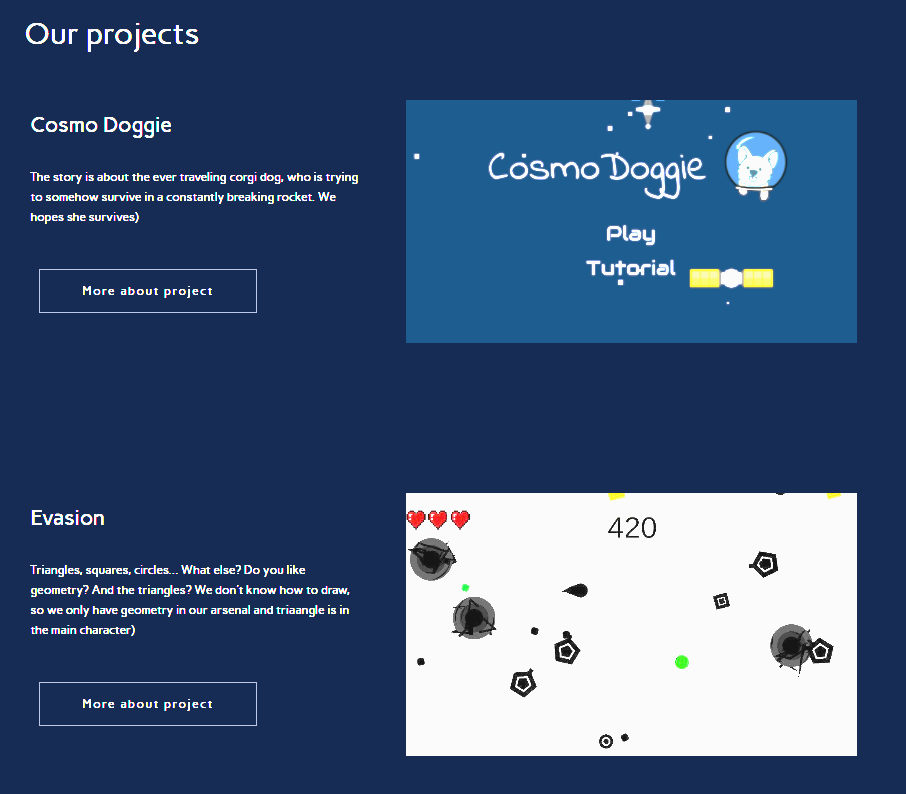 Our projects
Cosmo Doggie
The story is about the ever traveling corgi dog, who is trying
to somehow survive in a constantly breaking rocket. We
hopes she survives)
More about project
Cosmo Doggie
Play
Tutorial
Evasion
Triangles, squares, circles... What else? Do you like
geometry? And the triangles? We don't know how to draw,
so we only have geometry in our arsenal and triaangle is in
the main character)
More about project
420